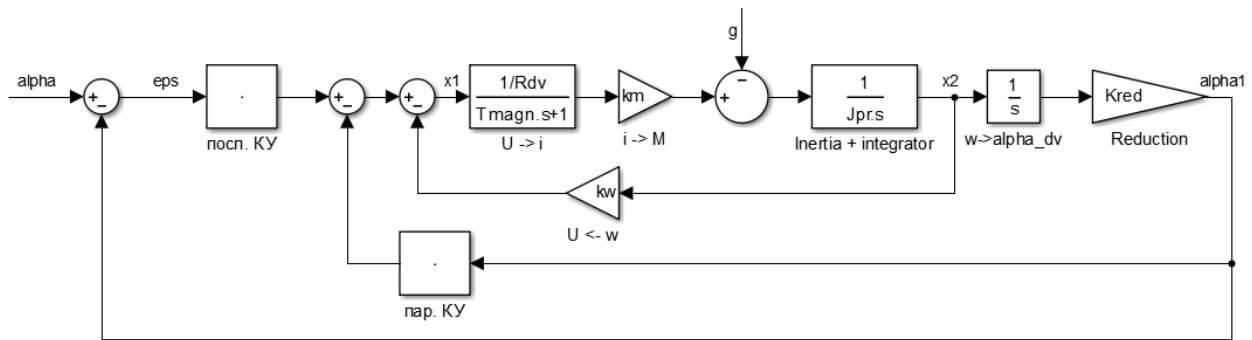 g
alpha
eps
x1
x2
alpha1
+
−
.
+
−
+
−
1/Rdv
Tmagn.s+1
km
−
+
1
Jpr.s
1
s
Kred
посл. КУ
U -> i
i -> M
Inertia + integrator
w->alpha_dv
Reduction
kw
U <- w
.
пар. КУ